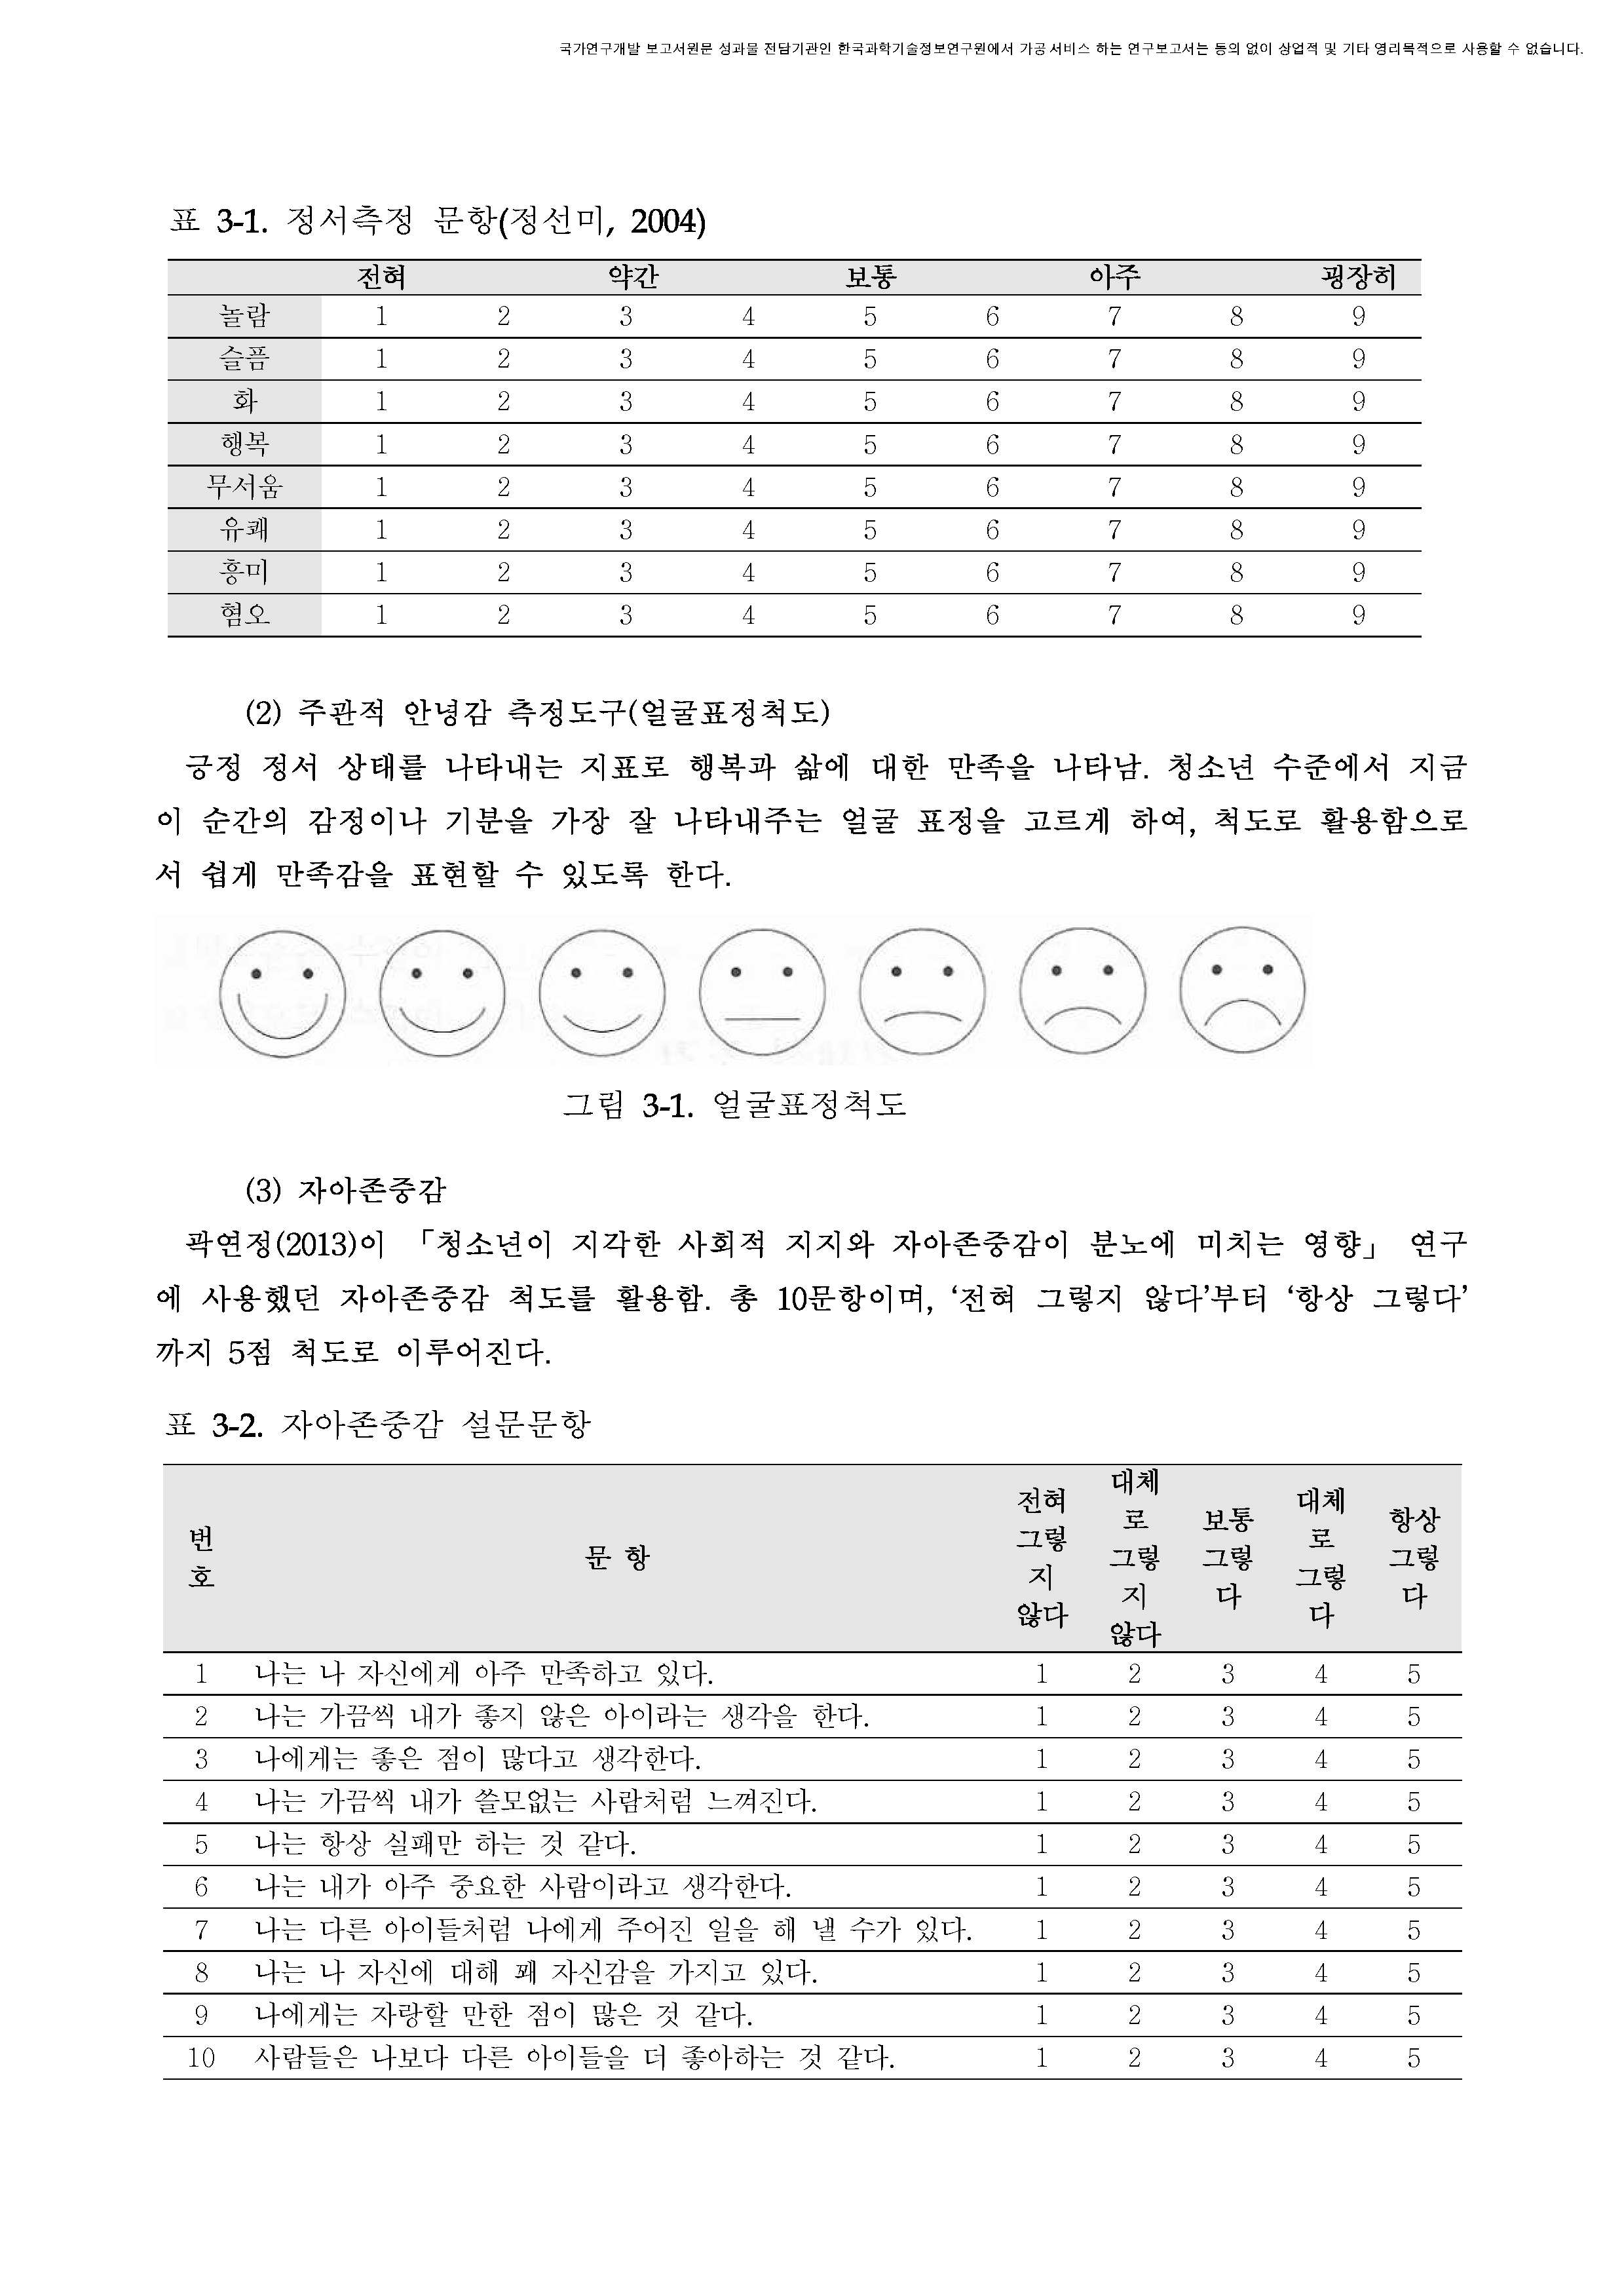 국가연구개발 보고서원문 성과물 전담기관인 한국과학기술정보연구원에서 가공·서비스 하는 연구보고서는 동의 없이 상업적 및 기타 영리목적으로 사용할 수 없습니다.
표 3-1. 정서측정 문항(정선미, 2004)
전혀 약간 보통 아주 굉장히
놀람 1 2 3 4 5 6 7 8 9
슬픔 1 2 3 4 5 6 7 8 9
화 1 2 3 4 5 6 7 8 9
행복 1 2 3 4 5 6 7 8 9
무서움 1 2 3 4 5 6 7 8 9
유쾌 1 2 3 4 5 6 7 8 9
흥미 1 2 3 4 5 6 7 8 9
혐오 1 2 3 4 5 6 7 8 9
(2) 주관적 안녕감 측정도구(얼굴표정척도)
긍정 정서 상태를 나타내는 지표로 행복과 삶에 대한 만족을 나타남. 청소년 수준에서 지금
이 순간의 감정이나 기분을 가장 잘 나타내주는 얼굴 표정을 고르게 하여, 척도로 활용함으로
서 쉽게 만족감을 표현할 수 있도록 한다.
그림 3-1. 얼굴표정척도
(3) 자아존중감
곽연정(2013)이 「청소년이 지각한 사회적 지지와 자아존중감이 분노에 미치는 영향」 연구
에 사용했던 자아존중감 척도를 활용함. 총 10문항이며, ‘전혀 그렇지 않다’부터 ‘항상 그렇다’
까지 5점 척도로 이루어진다.
표 3-2. 자아존중감 설문문항
번호 문 항 전혀 그렇지 않다 대체로 그렇지 않다 보통 그렇다 대체로 그렇다 항상 그렇다
1 나는 나 자신에게 아주 만족하고 있다. 1 2 3 4 5
2 나는 가끔씩 내가 좋지 않은 아이라는 생각을 한다. 1 2 3 4 5
3 나에게는 좋은 점이 많다고 생각한다. 1 2 3 4 5
4 나는 가끔씩 내가 쓸모없는 사람처럼 느껴진다. 1 2 3 4 5
5 나는 항상 실패만 하는 것 같다. 1 2 3 4 5
6 나는 내가 아주 중요한 사람이라고 생각한다. 1 2 3 4 5
7 나는 다른 아이들처럼 나에게 주어진 일을 해 낼 수가 있다. 1 2 3 4 5
8 나는 나 자신에 대해 꽤 자신감을 가지고 있다. 1 2 3 4 5
9 나에게는 자랑할 만한 점이 많은 것 같다. 1 2 3 4 5
10 사람들은 나보다 다른 아이들을 더 좋아하는 것 같다. 1 2 3 4 5